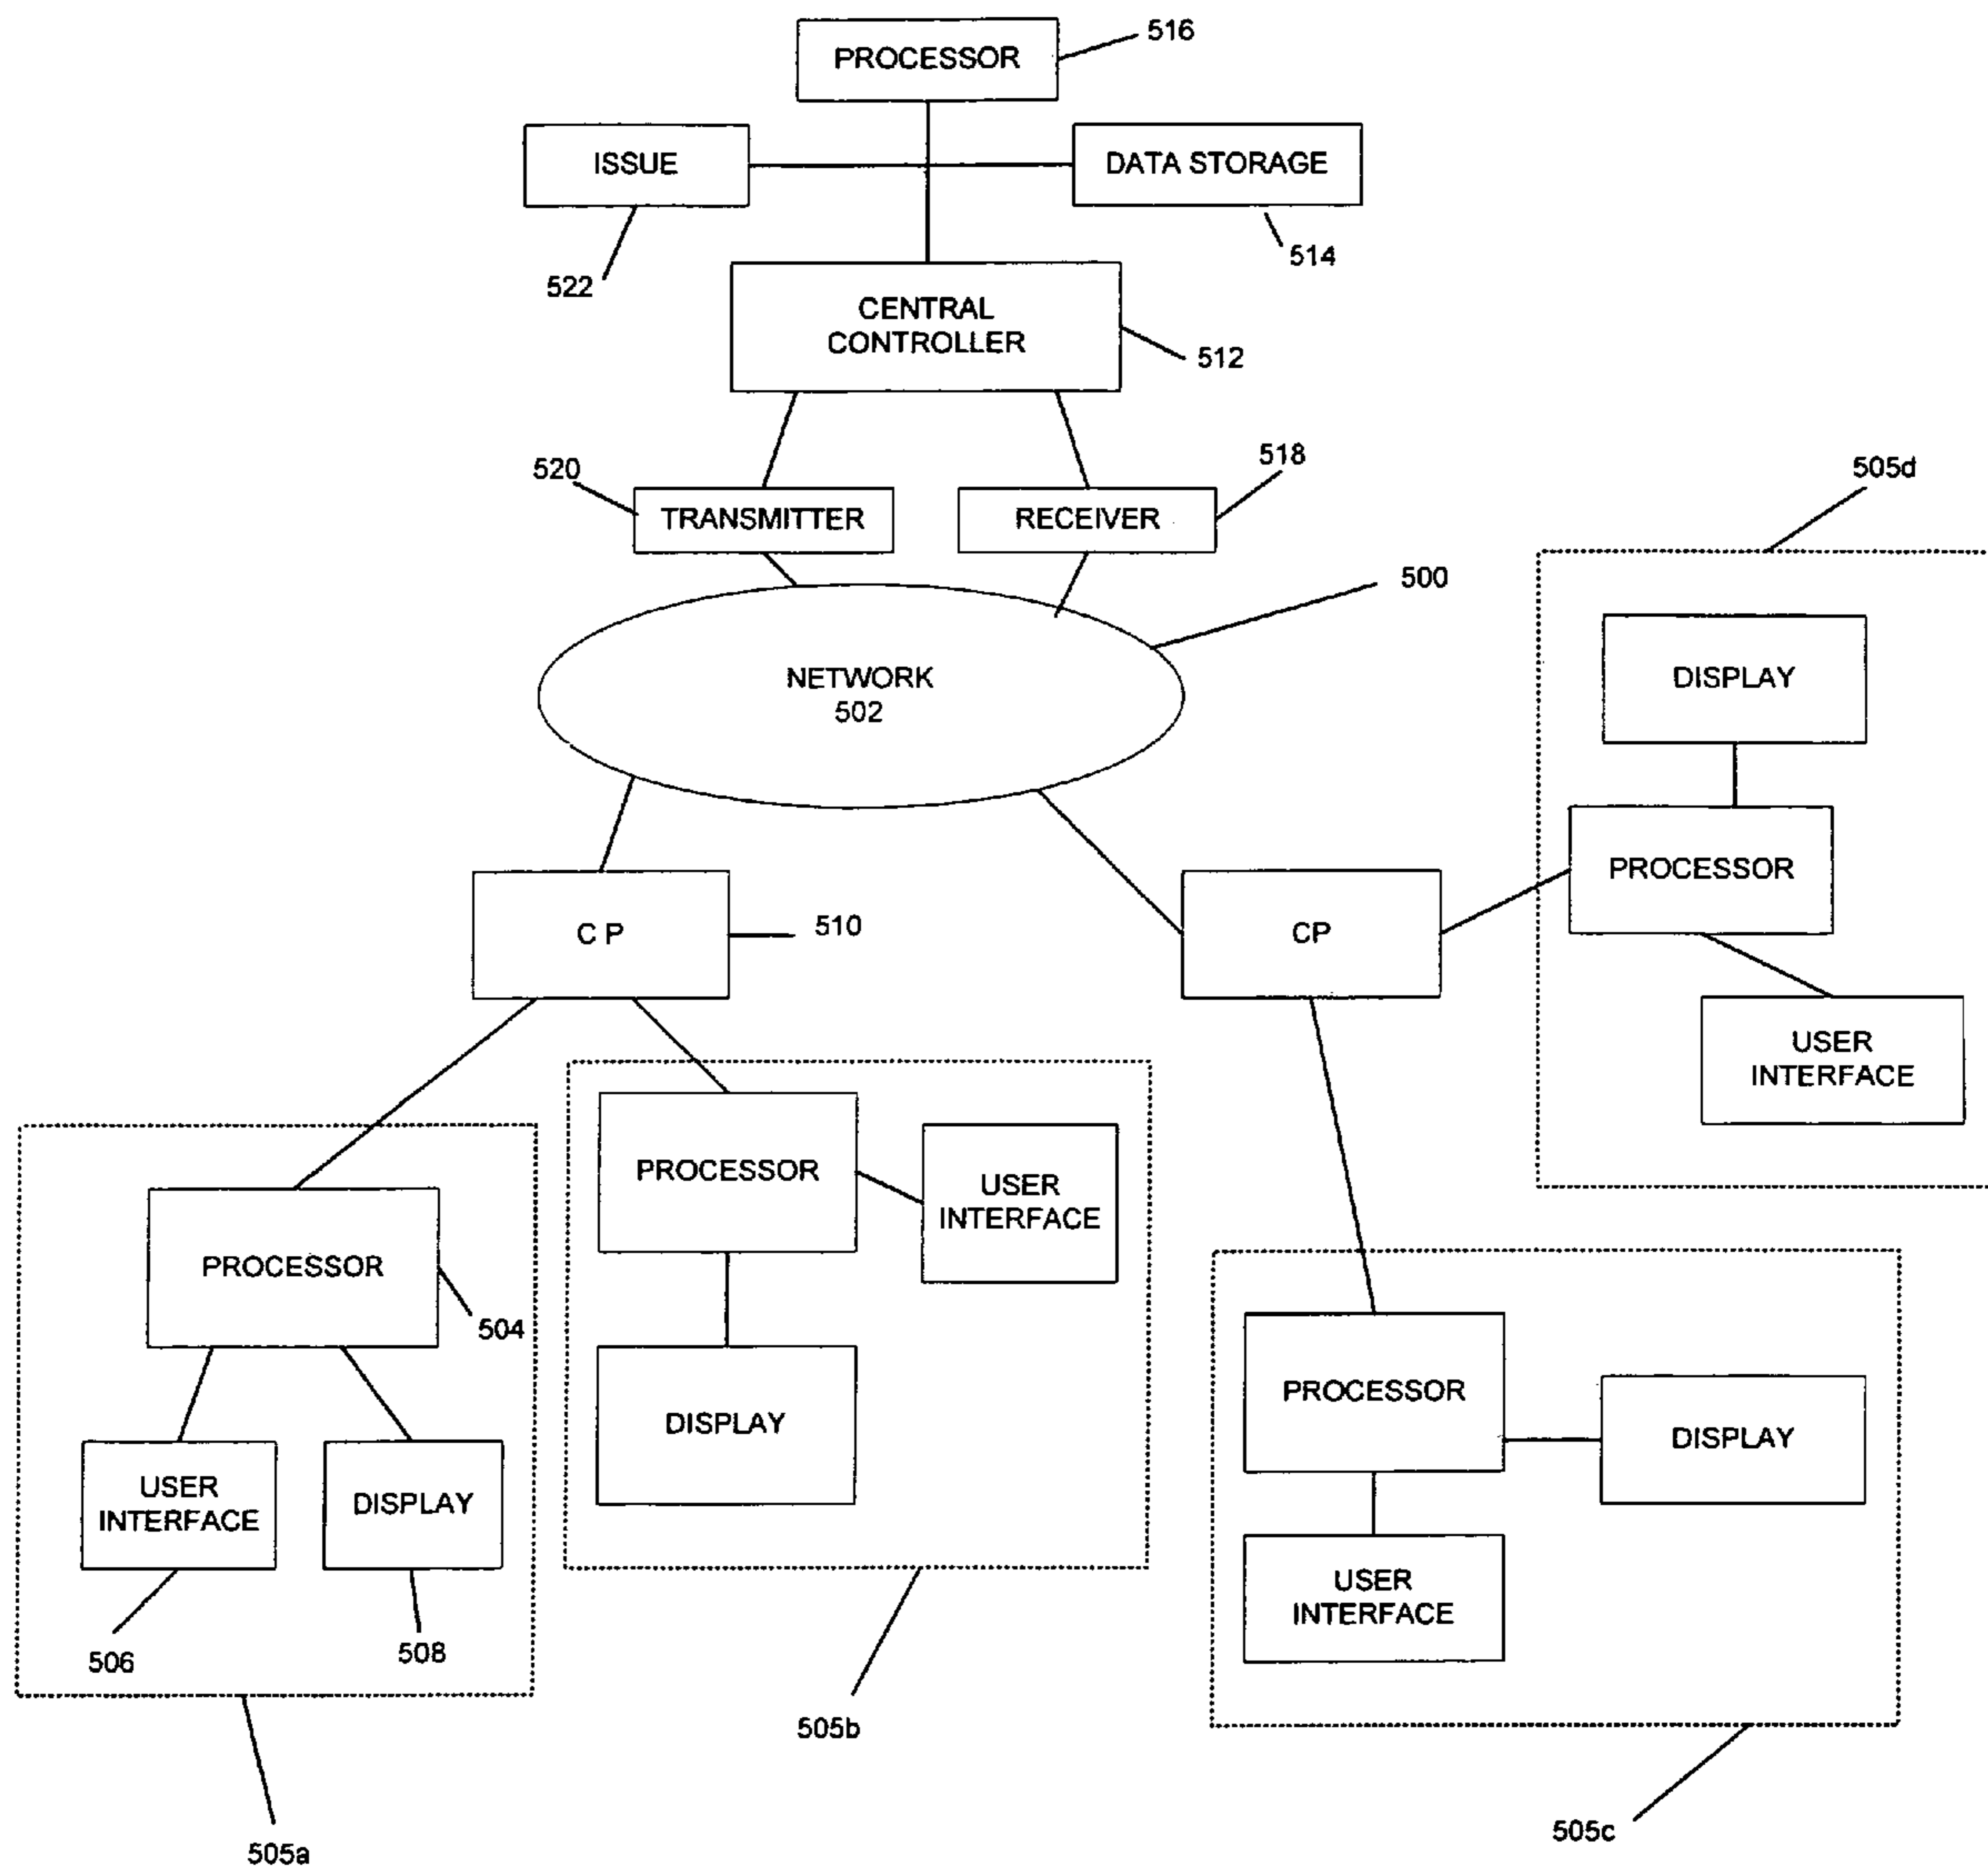 PROCESSOR
516
ISSUE
DATA STORAGE
522
514
CENTRAL
CONTROLLER
512
520
518
505d
TRANSMITTER
RECEIVER
500
NETWORK
502
DISPLAY
PROCESSOR
C P
510
CP
USER
INTERFACE
PROCESSOR
USER
INTERFACE
PROCESSOR
504
DISPLAY
PROCESSOR
DISPLAY
USER
INTERFACE
DISPLAY
USER
INTERFACE
506
508
505b
505a
505c